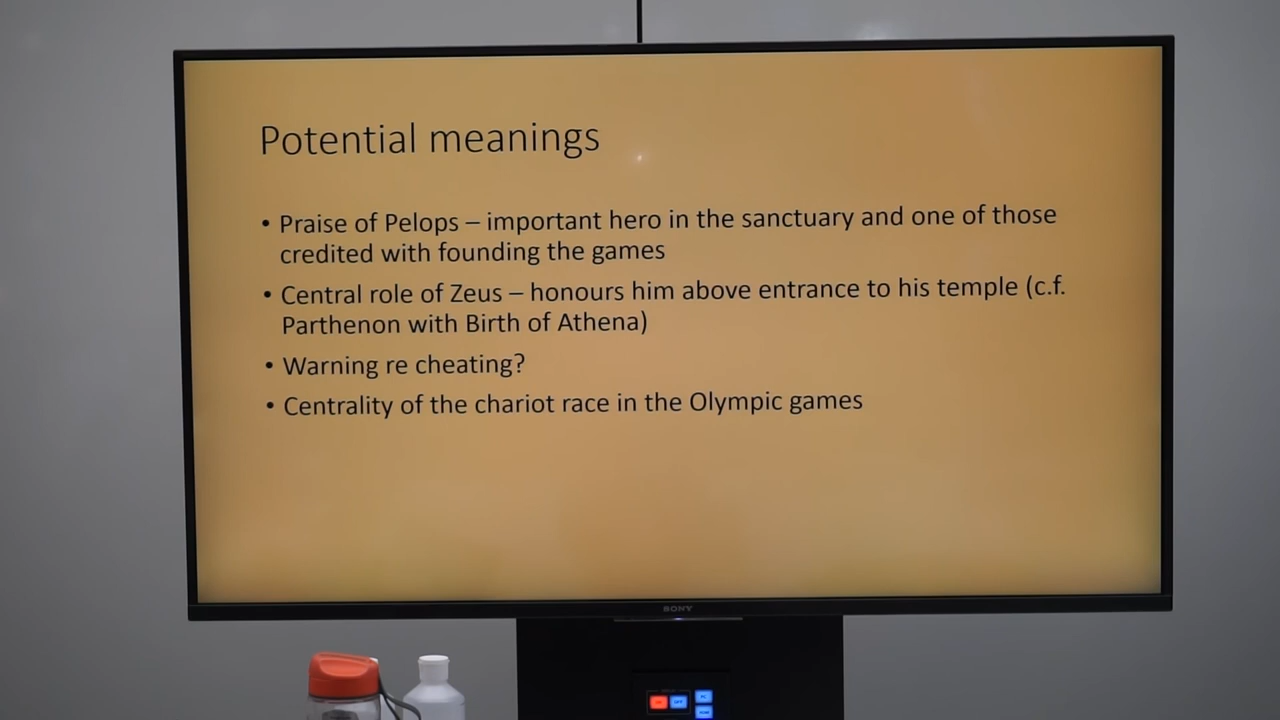 Potential meanings
• Praise of Pelops – important hero in the sanctuary and one of those
credited with founding the games
• Central role of Zeus – honours him above entrance to his temple (c.f.
Parthenon with Birth of Athena)
• Warning re cheating?
• Centrality of the chariot race in the Olympic games
SONY